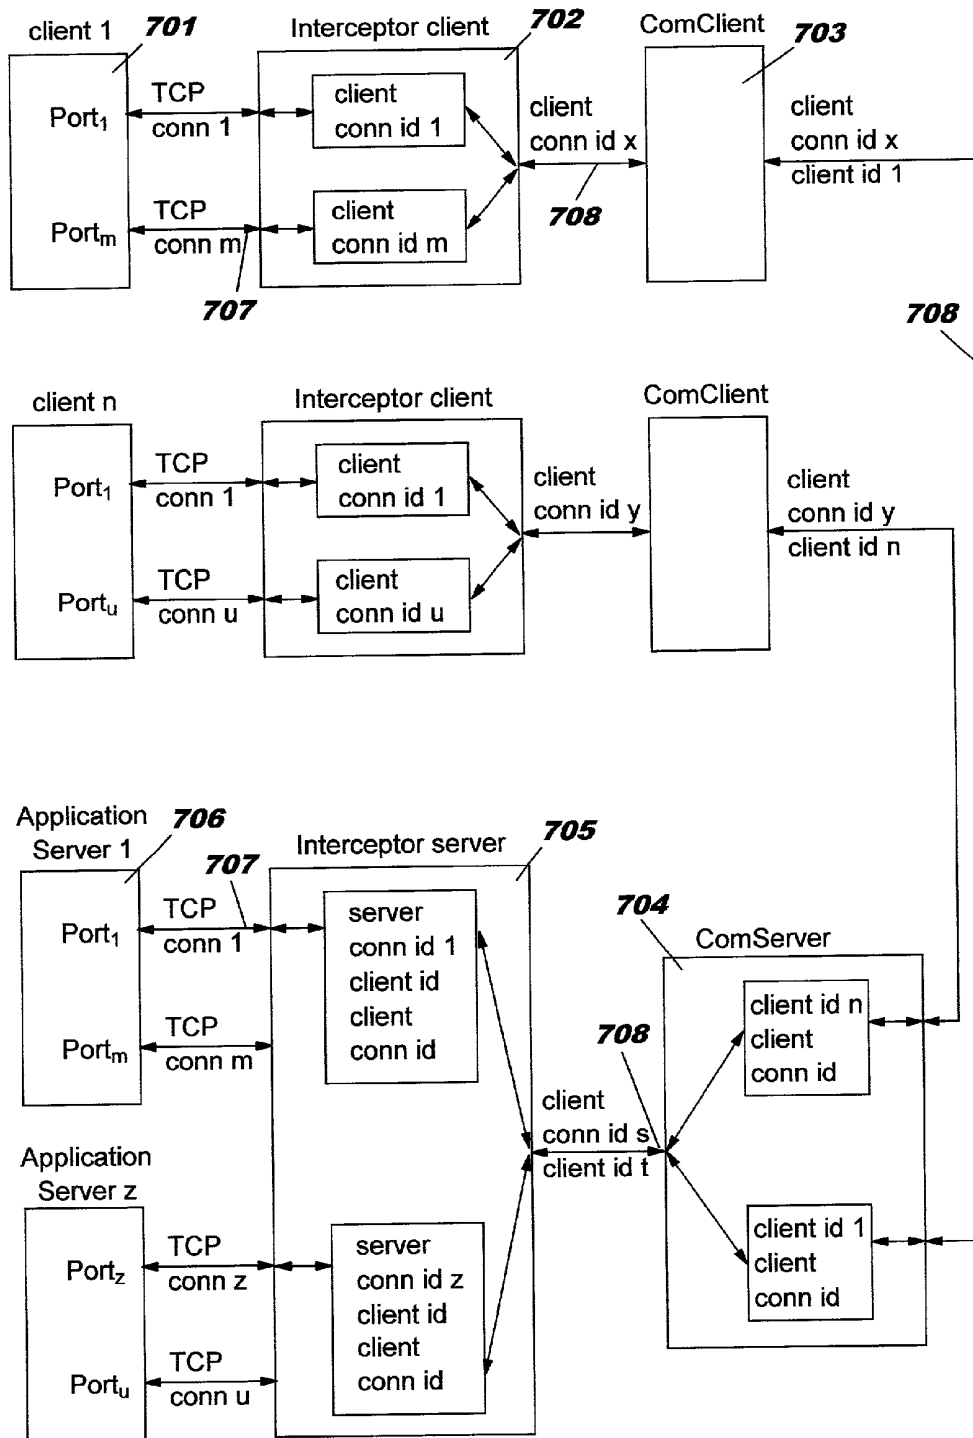 client 1
701
Interceptor client
702
ComClient
703
Port1
TCP
conn 1
client
conn id 1
client
conn id x
708
client
conn id x
client id 1
Portm
TCP
conn m
707
client
conn id m
708
client n
Interceptor client
ComClient
Port1
TCP
conn 1
client
conn id 1
client
conn id y
client
conn id y
client id n
Portu
TCP
conn u
client
conn id u
Application
Server 1
706
707
Interceptor server
705
704
ComServer
Port1
TCP
conn 1
server
conn id 1
client id
client
conn id
Portm
TCP
conn m
708
client
conn id s
client id t
client id n
client
conn id
Application
Server z
Portz
TCP
conn z
server
conn id z
client id
client
conn id
client id 1
client
conn id
Portu
TCP
conn u